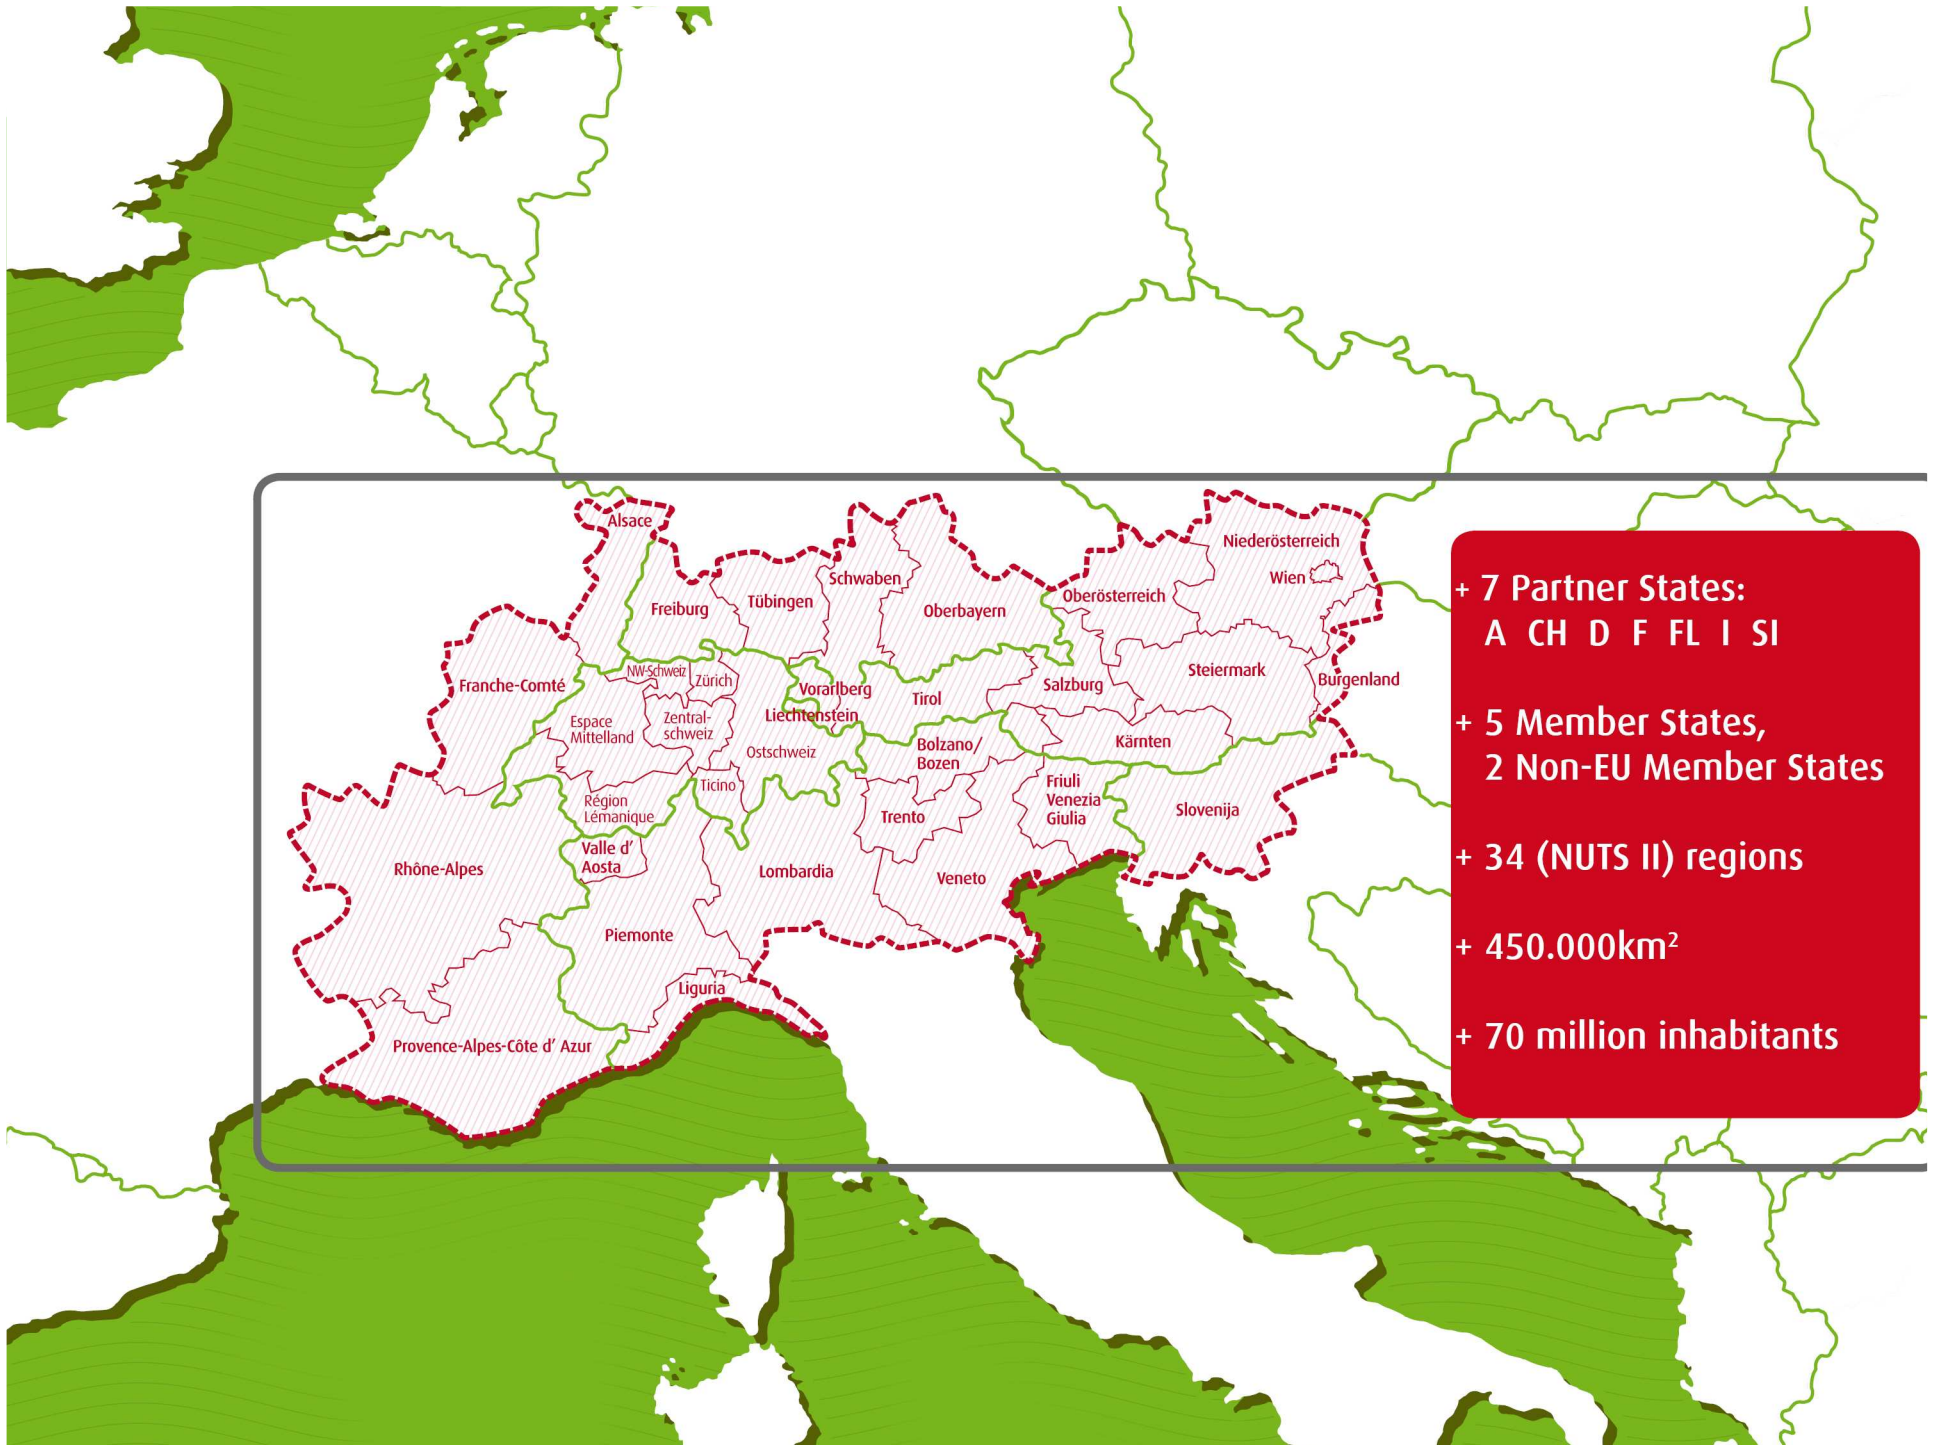 Alsace
Niederösterreich
Schwaben
Wien
Tübingen
Oberösterreich
Freiburg
Oberbayern
Franche-Comté
NW-Schweiz
Zürich
Vorarlberg
Tirol
Salzburg
Steiermark
Burgenland
Espace
Mittelland
Zentral-
schweiz
Liechtenstein
Ostschweiz
Bolzano/
Bozen
Kärnten
Région
Lémanique
Ticino
Trento
Friuli
Venezia
Giulia
Slovenija
Rhône-Alpes
Valle d'
Aosta
Lombardia
Veneto
Piemonte
Liguria
Provence-Alpes-Côte d' Azur
+ 7 Partner States:
A CH D F FL I SI
+ 5 Member States,
2 Non-EU Member States
+ 34 (NUTS II) regions
+ 450.000km²
+ 70 million inhabitants